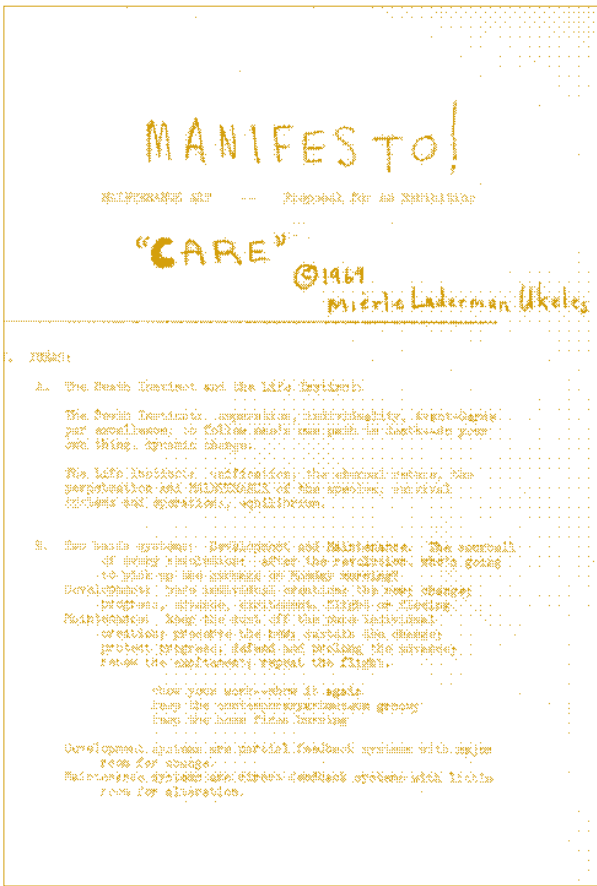 MANIFESTO!
MAINTENANCE ART -- Proposal for an Exhibition
"CARE"
©1969
Mierle Laderman Ukeles
I. IDEAS:
A. The Death Instinct and the Life Instinct:
The Death Instinct: separation, individuality, Avant-Garde
par excellence; to follow one's own path to death--do your
own thing, dynamic change.
The Life Instinct: unification, the eternal return, the
perpetuation and MAINTENANCE of the species, survival
systems and operations, equilibrium.
B. Two basic systems: Development and Maintenance. The sourball
of every revolution: after the revolution, who's going
to pick up the garbage on Monday morning?
Development: pure individual creation; the new; change;
progress, advance, excitement, flight or fleeing.
Maintenance: keep the dust off the pure individual
creation; preserve the new; sustain the change;
protect progress; defend and prolong the advance;
renew the excitement; repeat the flight.
show your work--show it again
keep the contemporaryartmuseum groovy
keep the home fires burning
Development systems are partial feedback systems with major
room for change.
Maintenance systems are direct feedback systems with little
room for alteration.